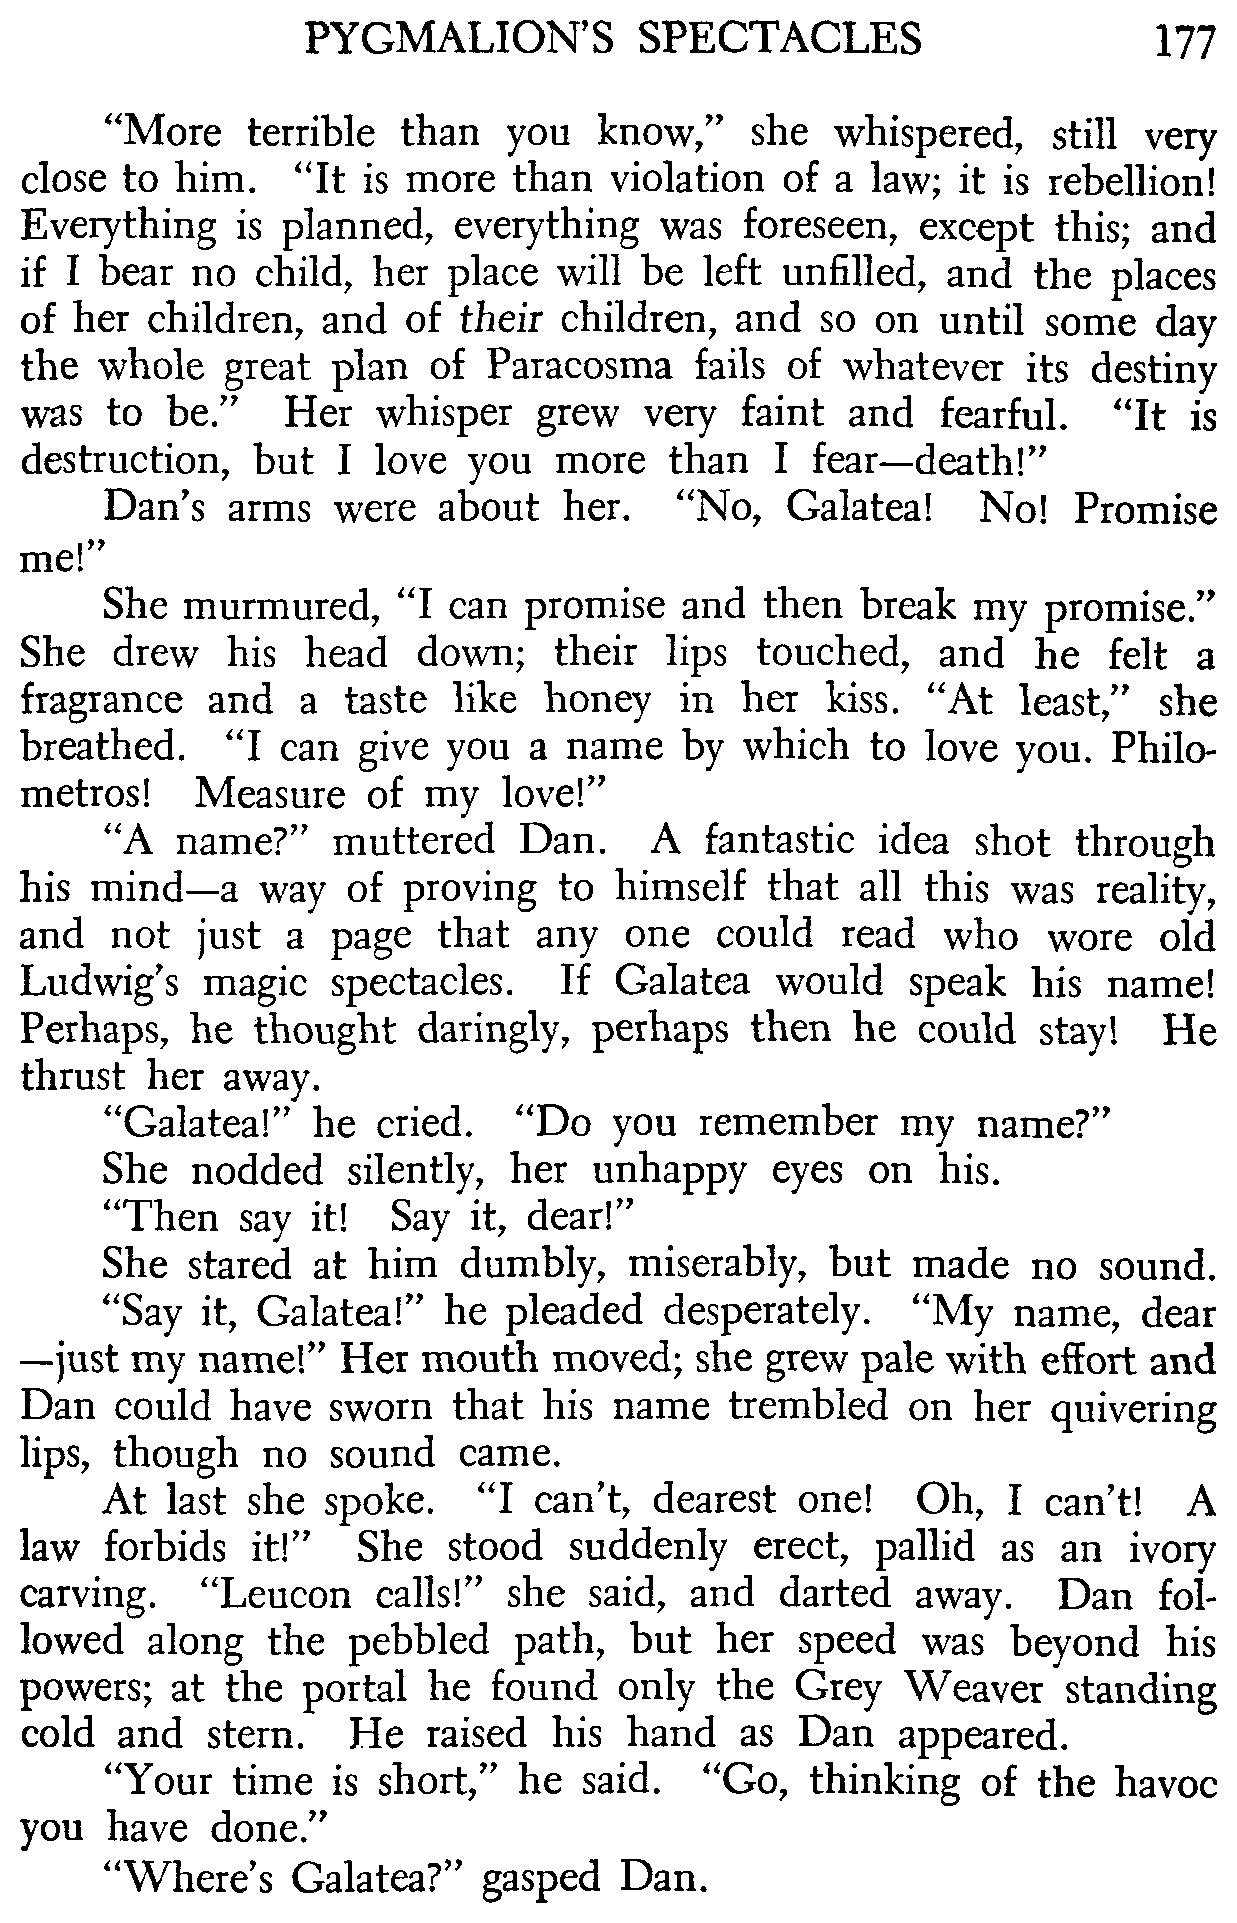 PYGMALION'S SPECTACLES 177
“More terrible than you know,” she whispered, still very
close to him. “It is more than violation of a law; it is rebellion!
Everything is planned, everything was foreseen, except this; and
if I bear no child, her place will be left unfilled, and the places
of her children, and of their children, and so on until some day
the whole great plan of Paracosma fails of whatever its destiny
was to be.” Her whisper grew very faint and fearful. “It is
destruction, but I love you more than I fear—death!”
Dan's arms were about her. “No, Galatea! No! Promise
me!”
She murmured, “I can promise and then break my promise.”
She drew his head down; their lips touched, and he felt a
fragrance and a taste like honey in her kiss. “At least,” she
breathed. “I can give you a name by which to love you. Philo-
metros! Measure of my love!”
“A name?” muttered Dan. A fantastic idea shot through
his mind—a way of proving to himself that all this was reality,
and not just a page that any one could read who wore old
Ludwig's magic spectacles. If Galatea would speak his name!
Perhaps, he thought daringly, perhaps then he could stay! He
thrust her away.
“Galatea!” he cried. “Do you remember my name?”
She nodded silently, her unhappy eyes on his.
“Then say it! Say it, dear!”
She stared at him dumbly, miserably, but made no sound.
“Say it, Galatea!” he pleaded desperately. “My name, dear
—just my name!” Her mouth moved; she grew pale with effort and
Dan could have sworn that his name trembled on her quivering
lips, though no sound came.
At last she spoke. “I can't, dearest one! Oh, I can't! A
law forbids it!” She stood suddenly erect, pallid as an ivory
carving. “Leucon calls!” she said, and darted away. Dan fol-
lowed along the pebbled path, but her speed was beyond his
powers; at the portal he found only the Grey Weaver standing
cold and stern. He raised his hand as Dan appeared.
“Your time is short,” he said. “Go, thinking of the havoc
you have done.”
“Where's Galatea?” gasped Dan.